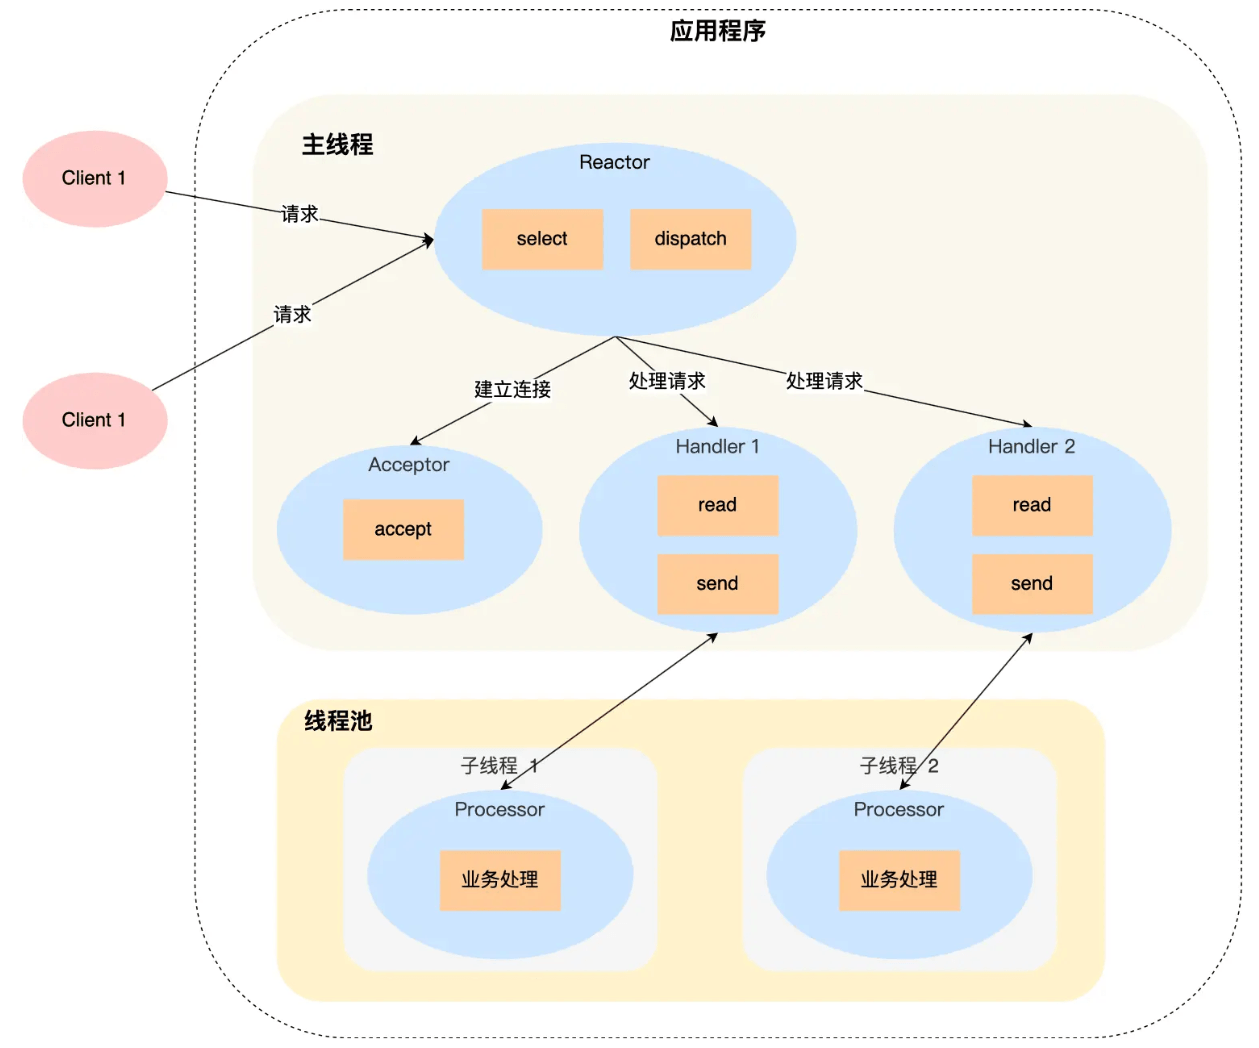 应用程序
主线程
Client 1
Reactor
请求
select
dispatch
请求
建立连接
处理请求
处理请求
Client 1
Acceptor
Handler 1
Handler 2
accept
read
read
send
send
线程池
子线程 1
子线程 2
Processor
Processor
业务处理
业务处理